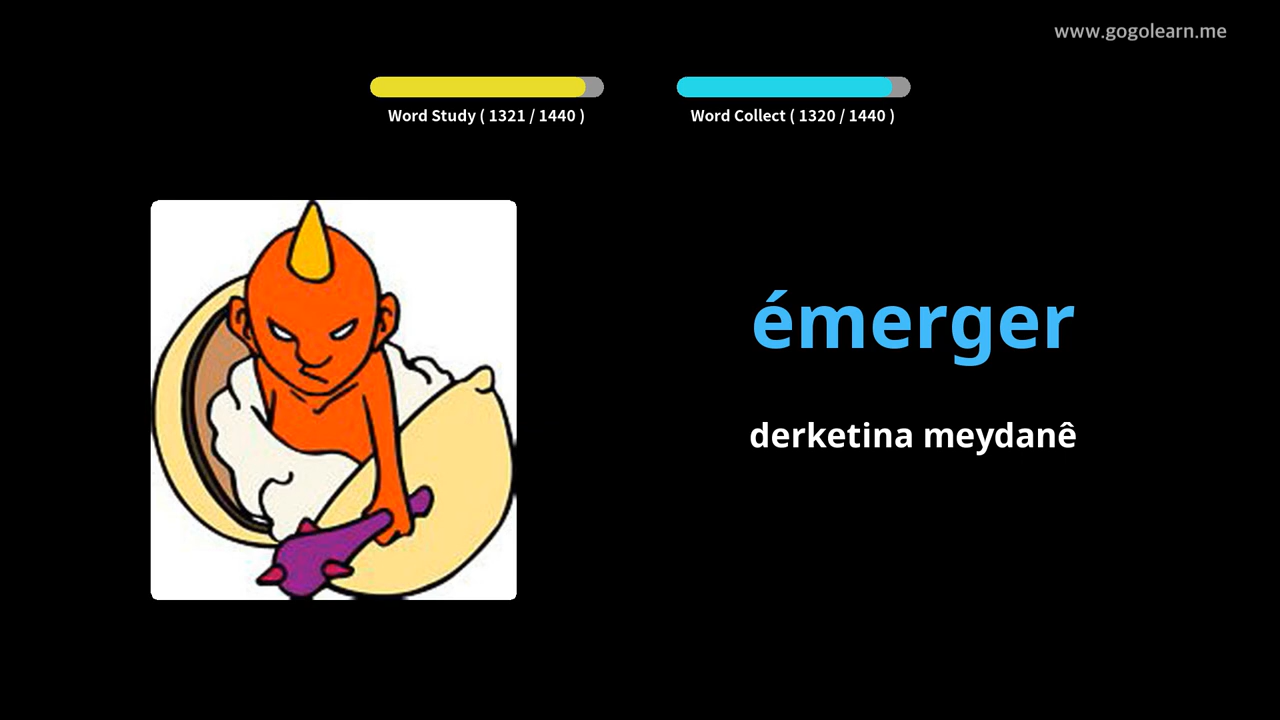 www.gogolearn.me
Word Study ( 1321 / 1440 )
Word Collect ( 1320 / 1440 )
émerger
derketina meydanê